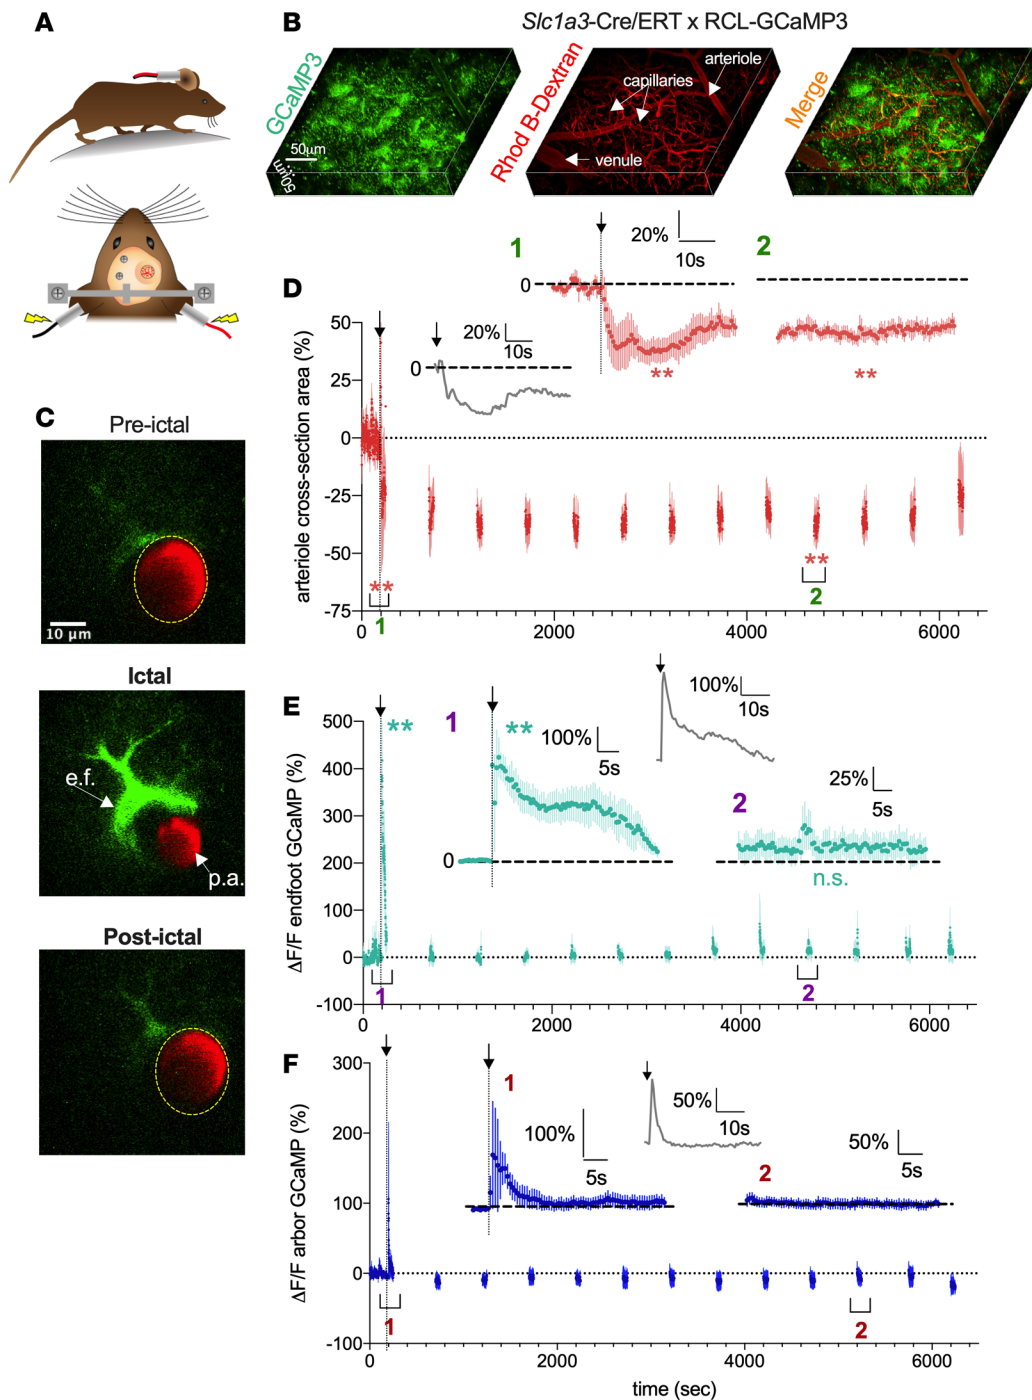 A
B
Slc1a3-Cre/ERT x RCL-GCaMP3
GCaMP3
50µm
50µm
Rhod B-Dextran
capillaries
arteriole
venule
Merge
C
Pre-ictal
10 µm
Ictal
e.f.
p.a.
Post-ictal
D
arteriole cross-section area (%)
50
25
0
-25
-50
-75
0
2000
4000
6000
**
1
**
2
20%
10s
0
1
0
20%
10s
**
2
**
E
ΔF/F endfoot GCaMP (%)
500
400
300
200
100
0
-100
0
2000
4000
6000
**
1
2
1
**
0
100%
5s
100%
10s
2
25%
5s
n.s.
F
ΔF/F arbor GCaMP (%)
300
200
100
0
-100
0
2000
4000
6000
1
2
1
100%
5s
50%
10s
2
50%
5s
time (sec)